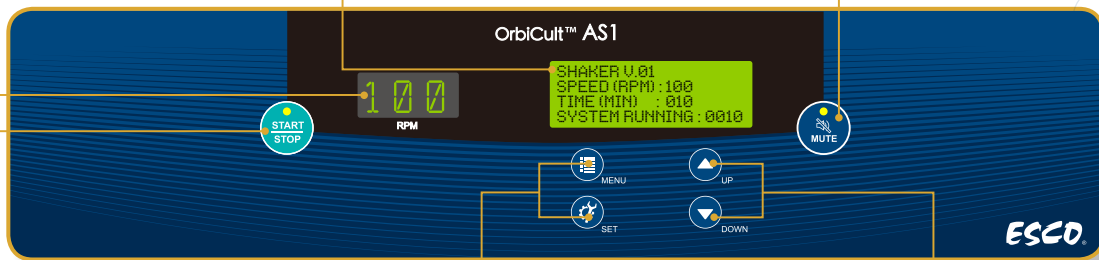 OrbiCult™ AS1
100
RPM
SHAKER V.01
SPEED (RPM) :100
TIME (MIN) : 010
SYSTEM RUNNING : 0010
START
STOP
MUTE
MENU
UP
SET
DOWN
ESCO®